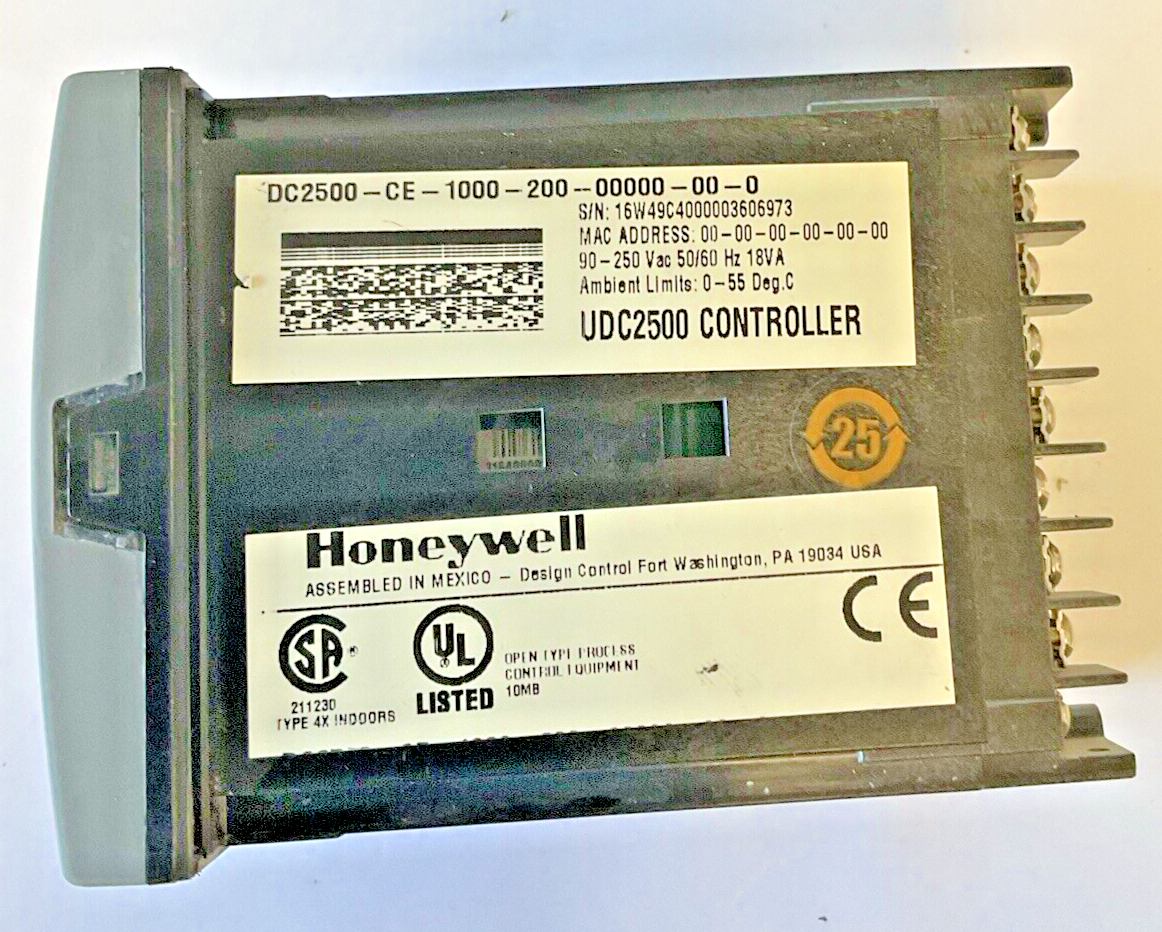 DC2500-CE-1000-200-00000-00-0
S/N: 16W49C4000003606973
MAC ADDRESS: 00-00-00-00-00-00
90-250 Vac 50/60 Hz 18VA
Ambient Limits: 0-55 Deg.C
UDC2500 CONTROLLER
25
Honeywell
ASSEMBLED IN MEXICO - Design Control Fort Washington, PA 19034 USA
SA ®
UL
CE
OPEN TYPE PROCESS
CONTROL EQUIPMENT
10MB
LISTED
211230
TYPE 4X INDOORS